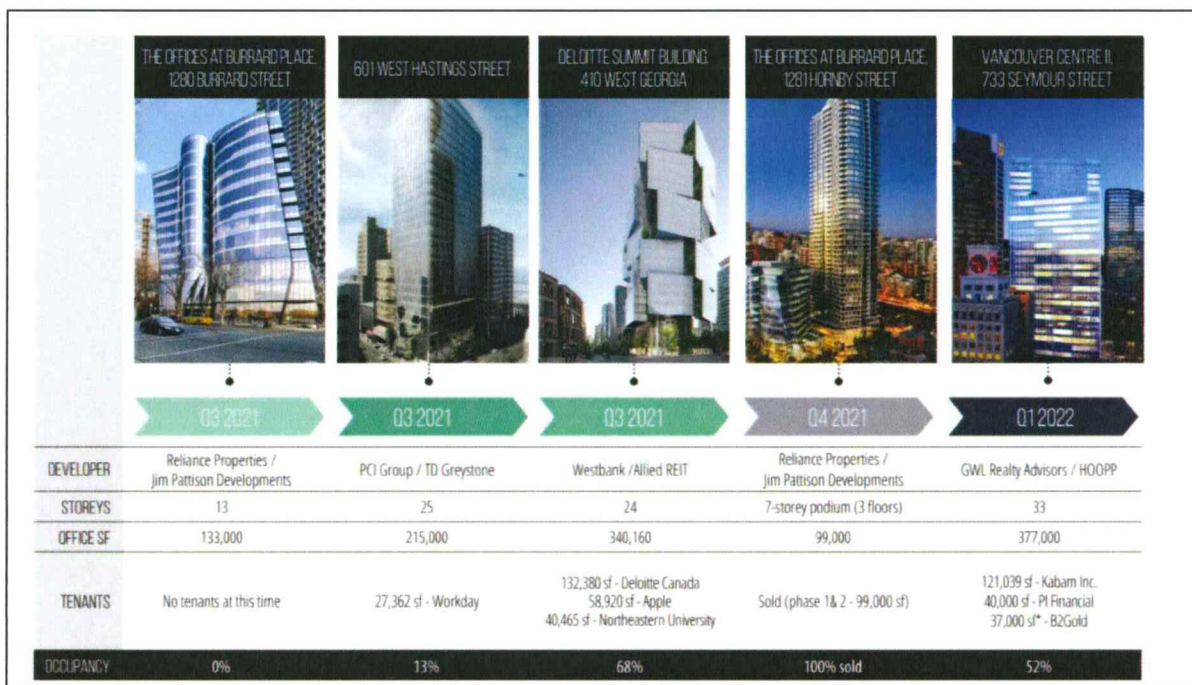 THE OFFICES AT BURRARD PLACE,
1280 BURRARD STREET
601 WEST HASTINGS STREET
DELOITTE SUMMIT BUILDING,
410 WEST GEORGIA
THE OFFICES AT BURRARD PLACE,
1281 HORNBY STREET
VANCOUVER CENTRE II,
733 SEYMOUR STREET
Q3 2021
Q3 2021
Q3 2021
Q4 2021
Q1 2022
DEVELOPER
Reliance Properties /
Jim Pattison Developments
PCI Group / TD Greystone
Westbank /Allied REIT
Reliance Properties /
Jim Pattison Developments
GWL Realty Advisors / HOOPP
STOREYS
13
25
24
7-storey podium (3 floors)
33
OFFICE SF
133,000
215,000
340,160
99,000
377,000
TENANTS
No tenants at this time
27,362 sf - Workday
132,380 sf - Deloitte Canada
58,920 sf - Apple
40,465 sf - Northeastern University
Sold (phase 1& 2 - 99,000 sf)
121,039 sf - Kabam Inc.
40,000 sf - PI Financial
37,000 sf* - B2Gold
OCCUPANCY
0%
13%
68%
100% sold
52%